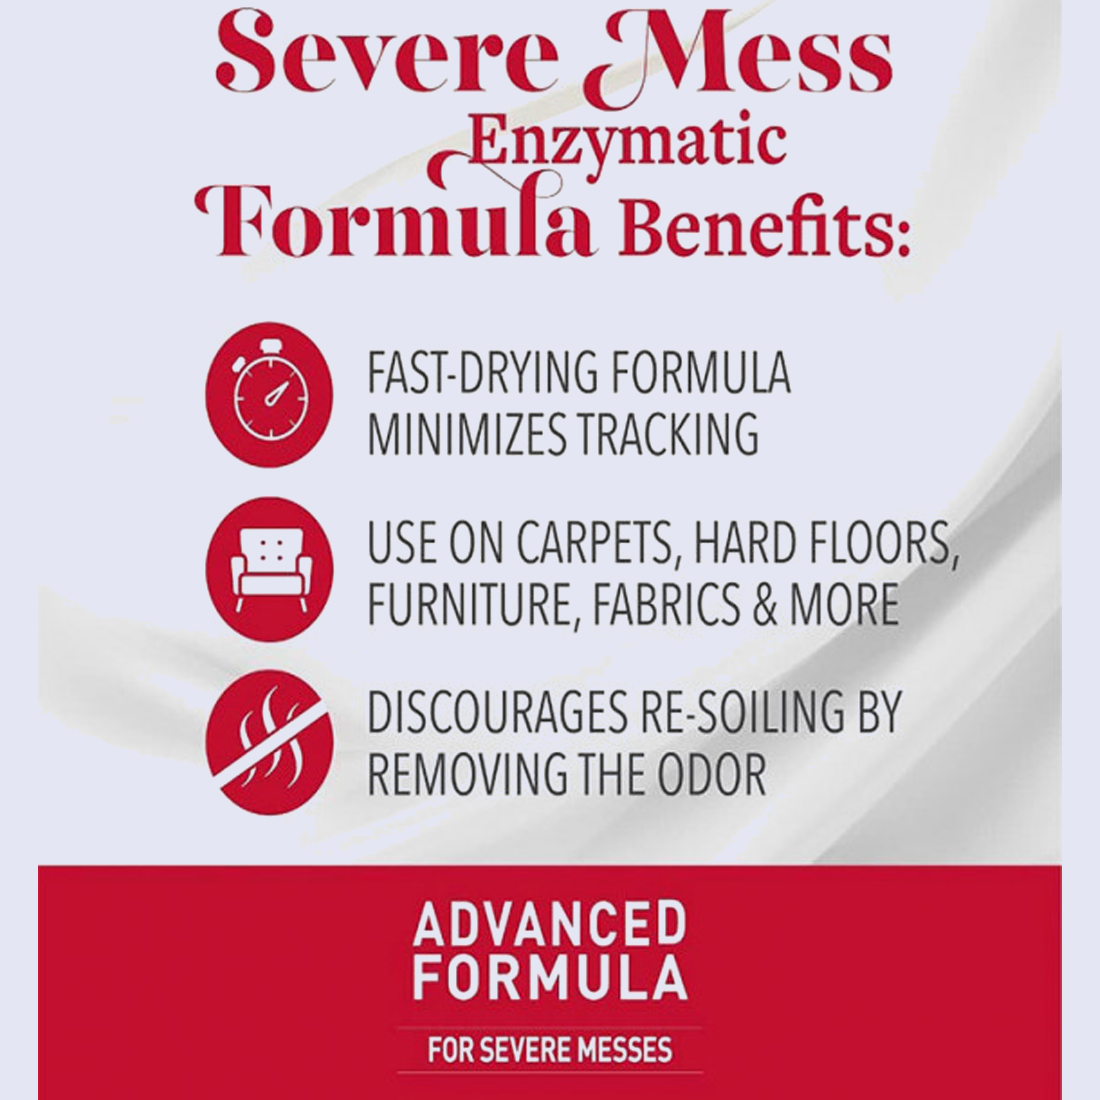 Severe Mess
Enzymatic
Formula Benefits:
FAST-DRYING FORMULA
MINIMIZES TRACKING
USE ON CARPETS, HARD FLOORS,
FURNITURE, FABRICS & MORE
DISCOURAGES RE-SOILING BY
REMOVING THE ODOR
ADVANCED
FORMULA
FOR SEVERE MESSES